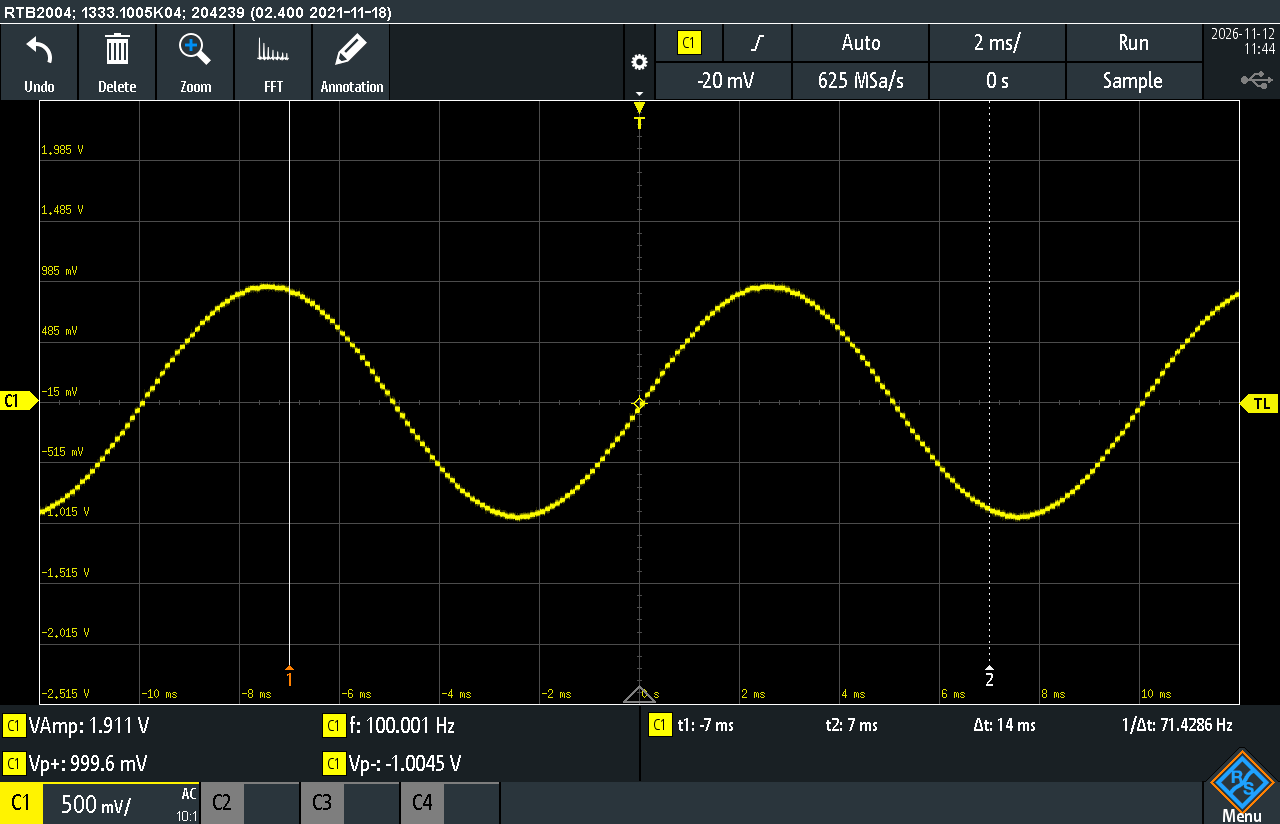 RTB2004; 1333.1005K04; 204239 (02.400 2021-11-18)
Undo Delete Zoom FFT Annotation
C1 Auto 2 ms/ Run
-20 mV 625 MSa/s 0 s Sample
2026-11-12
11:44
T
1.985 V
1.485 V
985 mV
485 mV
C1 -15 mV TL
-515 mV
-1.015 V
-1.515 V
-2.015 V
1 2
-2.515 V -10 ms -8 ms -6 ms -4 ms -2 ms 0 s 2 ms 4 ms 6 ms 8 ms 10 ms
C1 VAmp: 1.911 V C1 f: 100.001 Hz C1 t1: -7 ms t2: 7 ms Δt: 14 ms 1/Δt: 71.4286 Hz
C1 Vp+: 999.6 mV C1 Vp-: -1.0045 V
C1 500 mV/ AC 10:1 C2 C3 C4
R&S
Menu